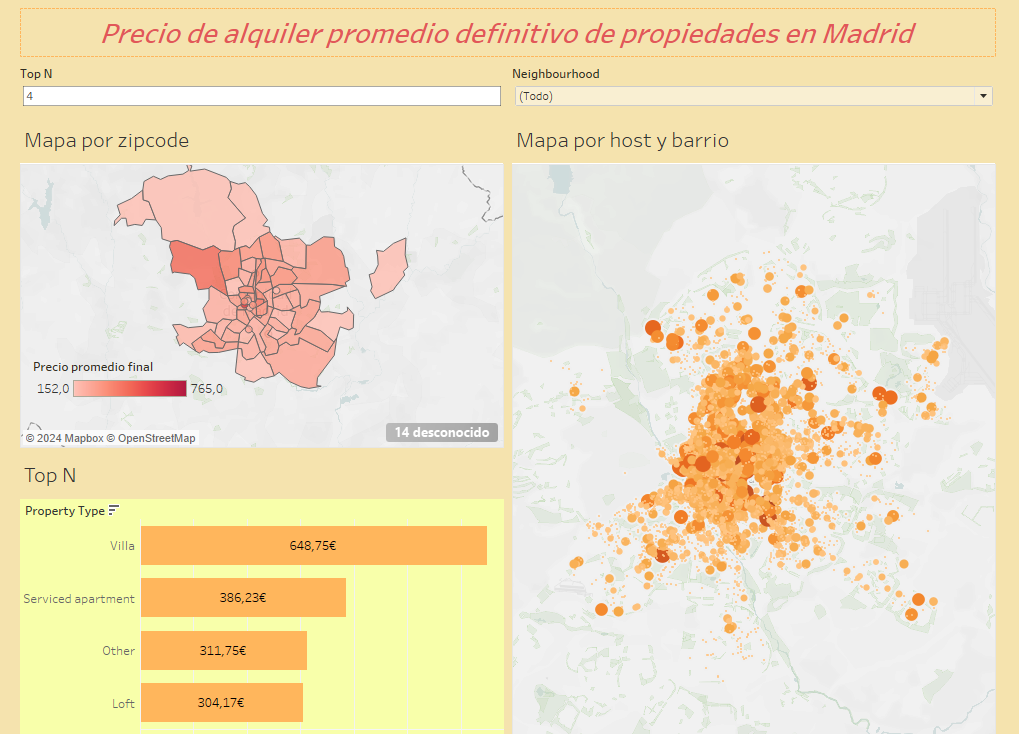 Precio de alquiler promedio definitivo de propiedades en Madrid
Top N
4
Neighbourhood
(Todo)
Mapa por zipcode
Precio promedio final
152,0 765,0
© 2024 Mapbox © OpenStreetMap
14 desconocido
Mapa por host y barrio
Top N
Property Type
Villa 648,75€
Serviced apartment 386,23€
Other 311,75€
Loft 304,17€